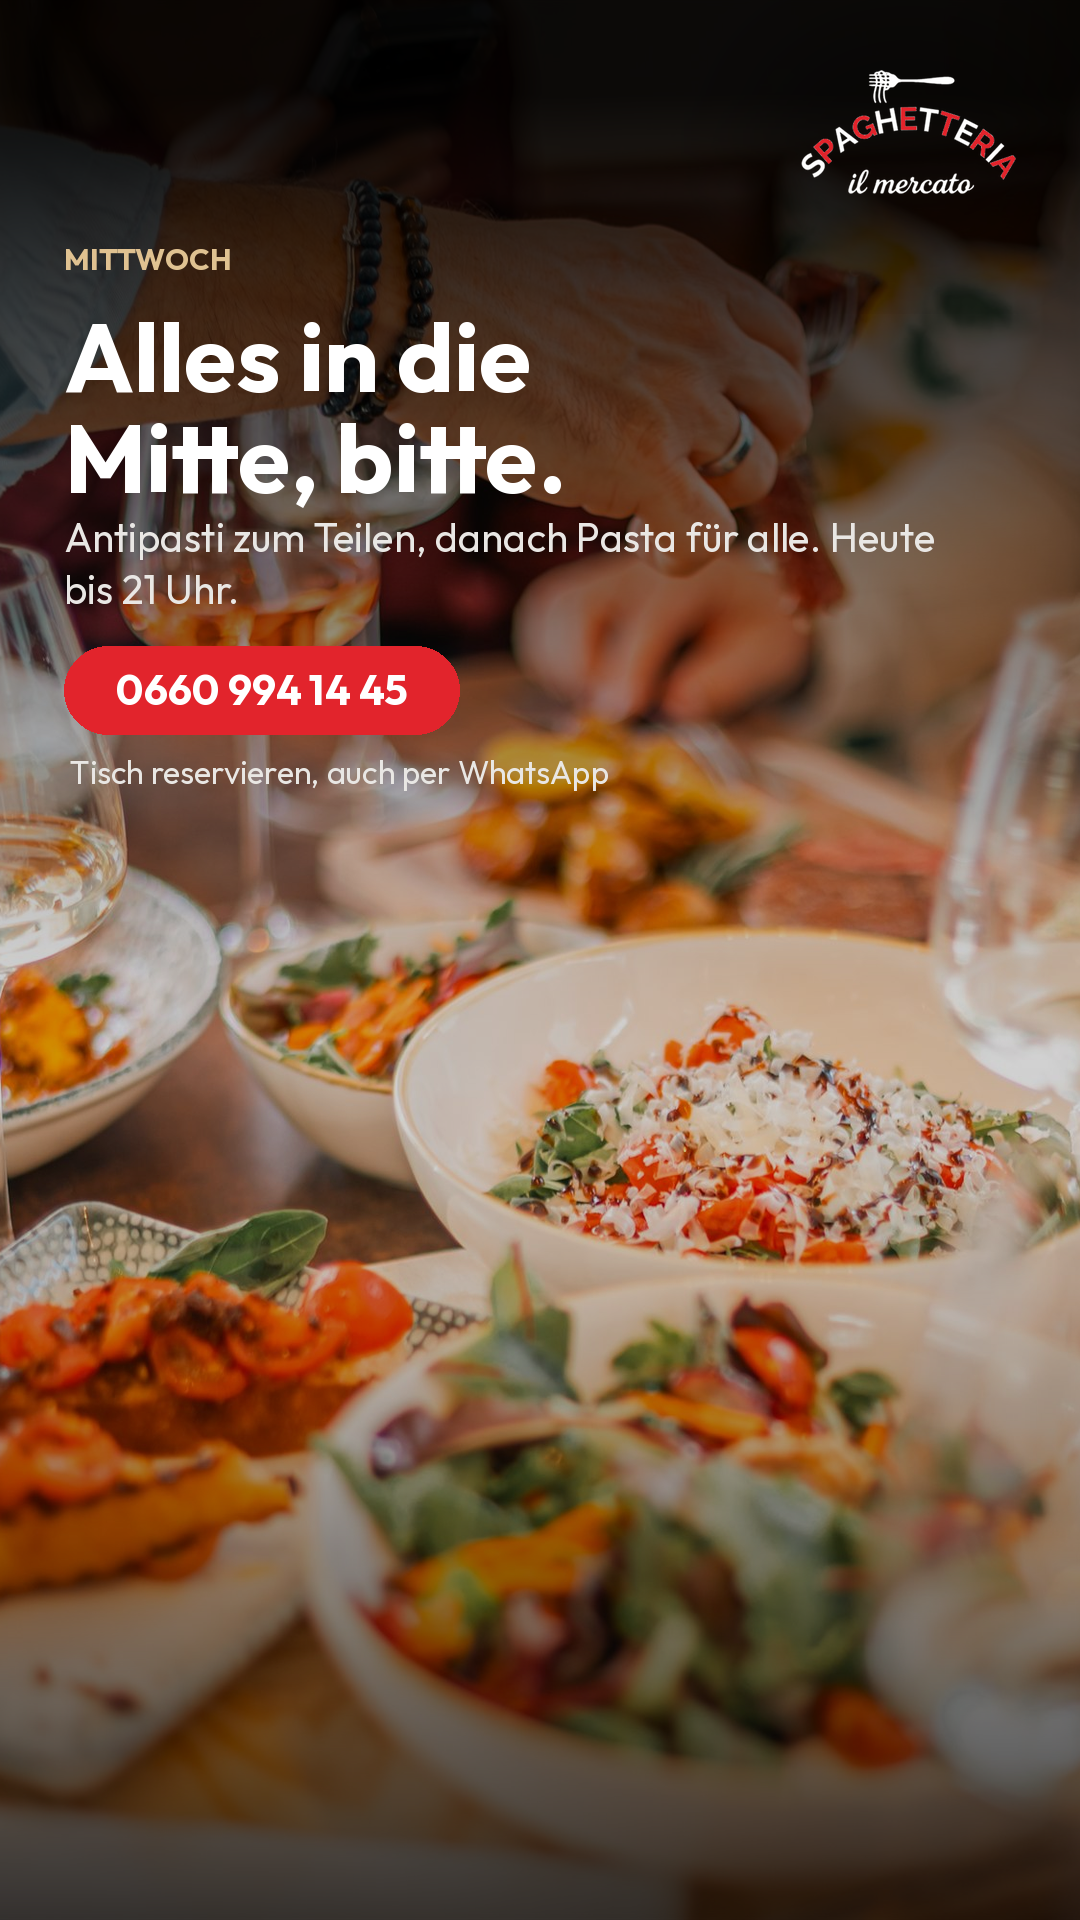 SPAGHETTERIA
il mercato
MITTWOCH
Alles in die
Mitte, bitte.
Antipasti zum Teilen, danach Pasta für alle. Heute
bis 21 Uhr.
0660 994 14 45
Tisch reservieren, auch per WhatsApp